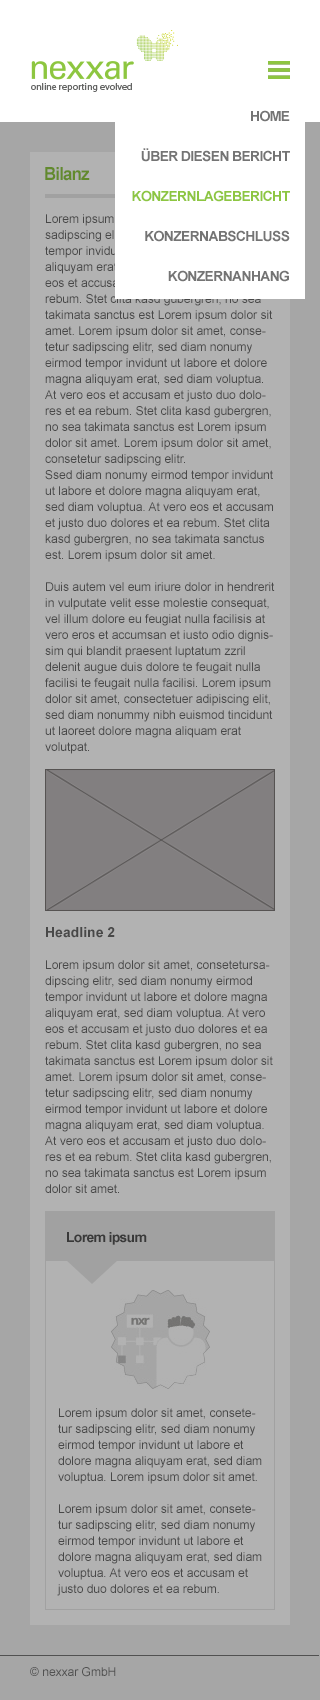 nexxar
online reporting evolved
HOME
ÜBER DIESEN BERICHT
KONZERNLAGEBERICHT
KONZERNABSCHLUSS
KONZERNANHANG
Bilanz
Lorem ipsum
sadipscing el
tempor invidu
aliquyam erat
eos et accusa
rebum. Stet clita kasd gubergren, no sea
takimata sanctus est Lorem ipsum dolor sit
amet. Lorem ipsum dolor sit amet, conse-
tetur sadipscing elitr, sed diam nonumy
eirmod tempor invidunt ut labore et dolore
magna aliquyam erat, sed diam voluptua.
At vero eos et accusam et justo duo dolo-
res et ea rebum. Stet clita kasd gubergren,
no sea takimata sanctus est Lorem ipsum
dolor sit amet. Lorem ipsum dolor sit amet,
consetetur sadipscing elitr.
Ssed diam nonumy eirmod tempor invidunt
ut labore et dolore magna aliquyam erat,
sed diam voluptua. At vero eos et accusam
et justo duo dolores et ea rebum. Stet clita
kasd gubergren, no sea takimata sanctus
est. Lorem ipsum dolor sit amet.
Duis autem vel eum iriure dolor in hendrerit
in vulputate velit esse molestie consequat,
vel illum dolore eu feugiat nulla facilisis at
vero eros et accumsan et iusto odio dignis-
sim qui blandit praesent luptatum zzril
delenit augue duis dolore te feugait nulla
facilisi te feugait nulla facilisi. Lorem ipsum
dolor sit amet, consectetuer adipiscing elit,
sed diam nonummy nibh euismod tincidunt
ut laoreet dolore magna aliquam erat
volutpat.
Headline 2
Lorem ipsum dolor sit amet, consetetursa-
dipscing elitr, sed diam nonumy eirmod
tempor invidunt ut labore et dolore magna
aliquyam erat, sed diam voluptua. At vero
eos et accusam et justo duo dolores et ea
rebum. Stet clita kasd gubergren, no sea
takimata sanctus est Lorem ipsum dolor sit
amet. Lorem ipsum dolor sit amet, conse-
tetur sadipscing elitr, sed diam nonumy
eirmod tempor invidunt ut labore et dolore
magna aliquyam erat, sed diam voluptua.
At vero eos et accusam et justo duo dolo-
res et ea rebum. Stet clita kasd gubergren,
no sea takimata sanctus est Lorem ipsum
dolor sit amet.
Lorem ipsum
nxr
Lorem ipsum dolor sit amet, consete-
tur sadipscing elitr, sed diam nonumy
eirmod tempor invidunt ut labore et
dolore magna aliquyam erat, sed diam
voluptua. Lorem ipsum dolor sit amet.
Lorem ipsum dolor sit amet, consete-
tur sadipscing elitr, sed diam nonumy
eirmod tempor invidunt ut labore et
dolore magna aliquyam erat, sed diam
voluptua. At vero eos et accusam et
justo duo dolores et ea rebum.
© nexxar GmbH